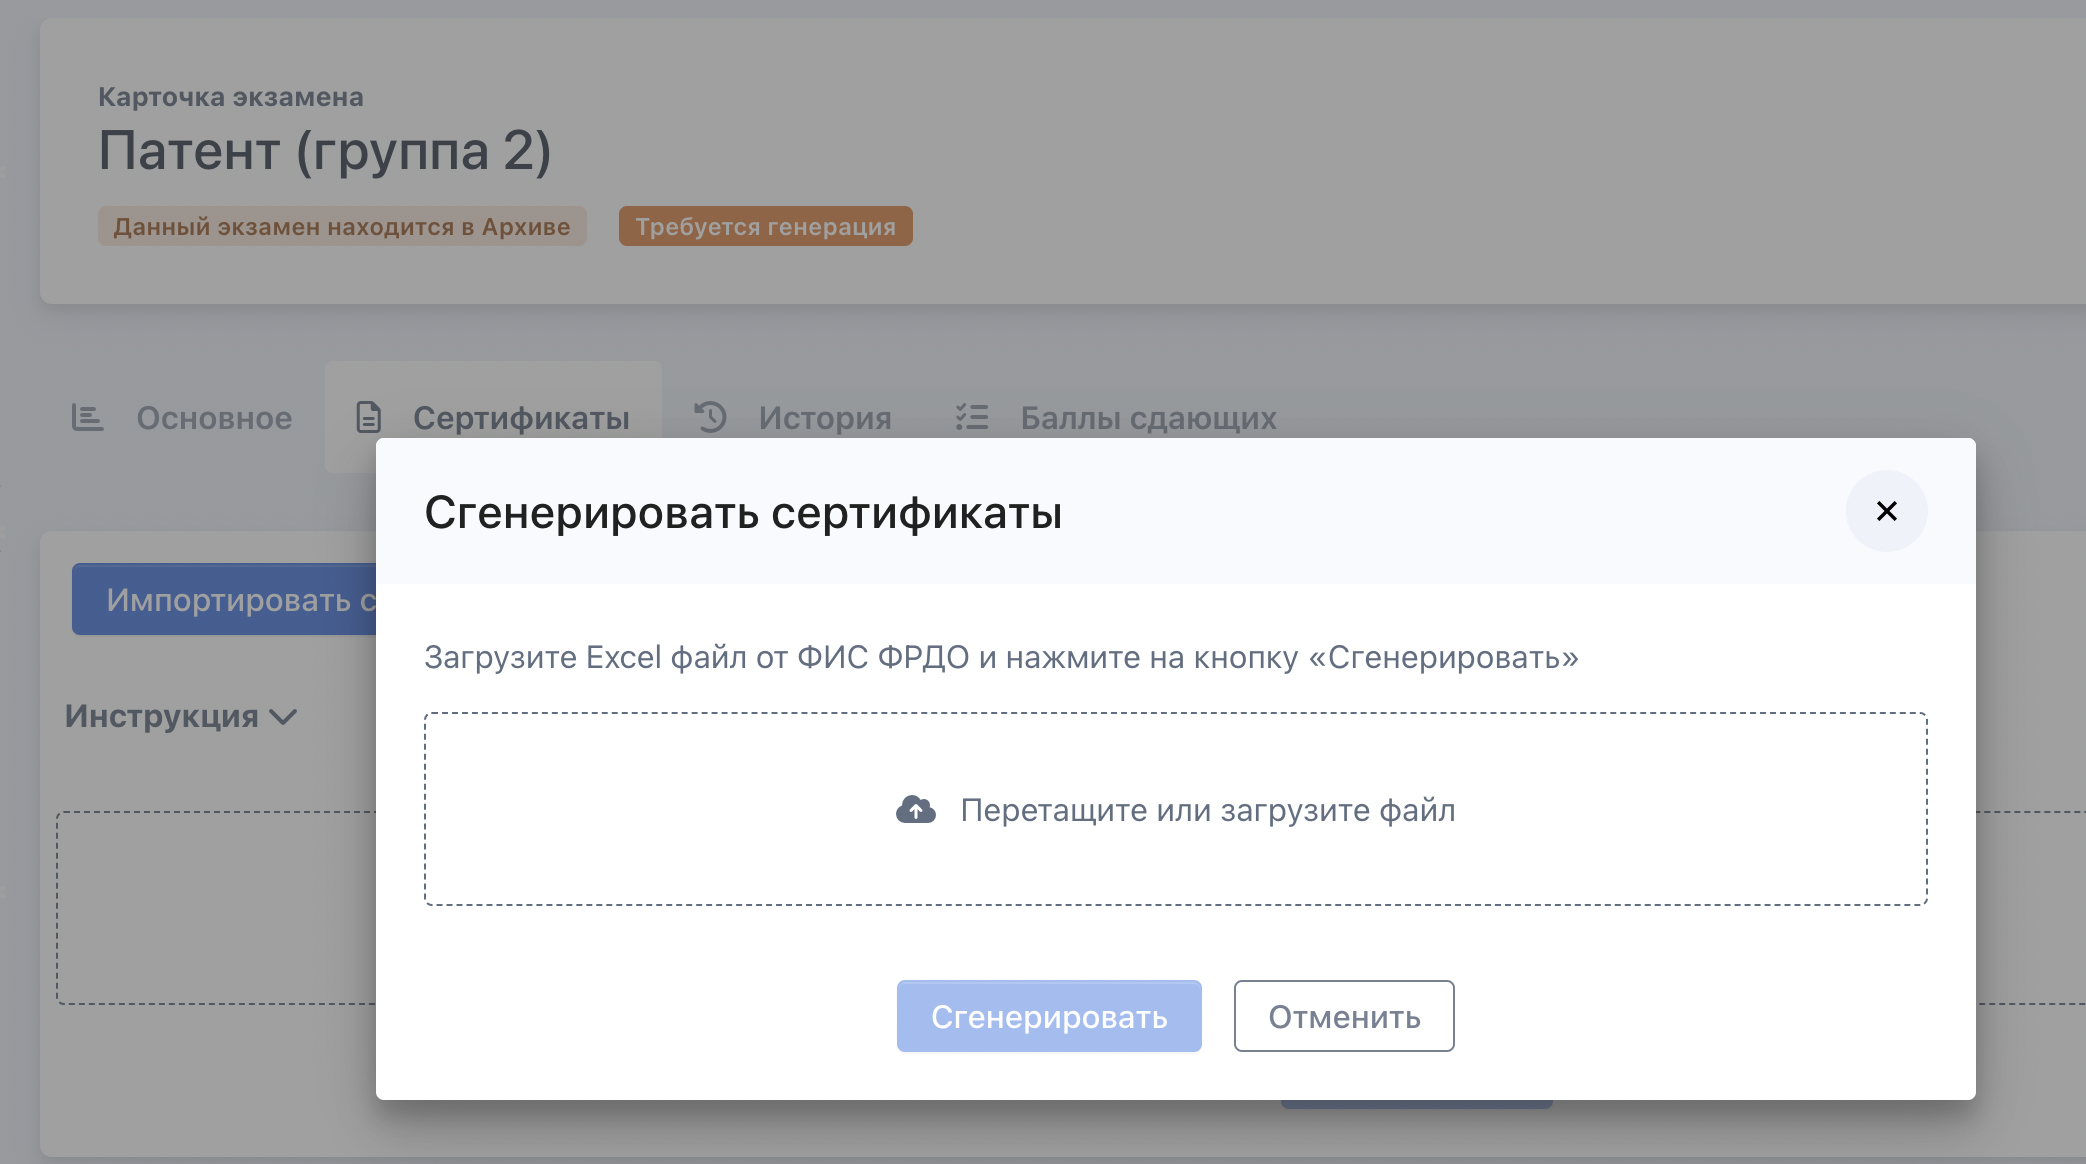 Карточка экзамена
Патент (группа 2)
Данный экзамен находится в Архиве Требуется генерация
Основное Сертификаты История Баллы сдающих
Сгенерировать сертификаты
Импортировать с
Загрузите Excel файл от ФИС ФРДО и нажмите на кнопку «Сгенерировать»
Инструкция
Перетащите или загрузите файл
Сгенерировать Отменить